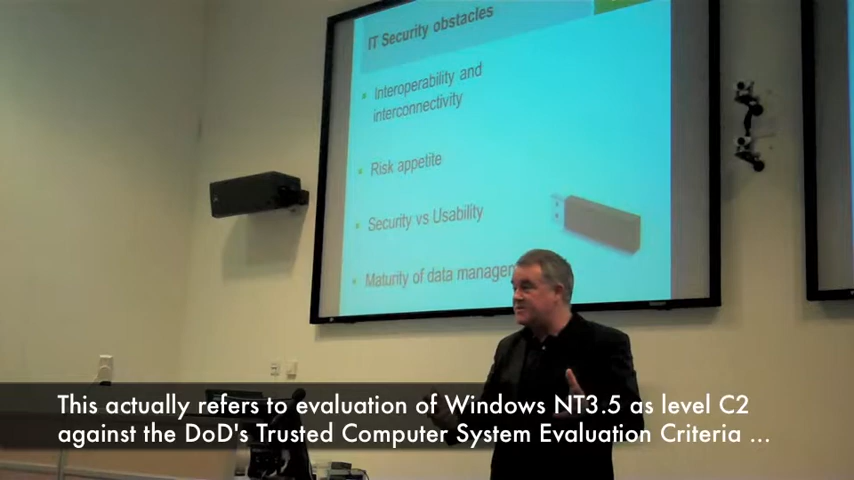 IT Security obstacles
Interoperability and
interconnectivity
Risk appetite
Security vs Usability
Maturity of data managem
This actually refers to evaluation of Windows NT3.5 as level C2
against the DoD's Trusted Computer System Evaluation Criteria ...